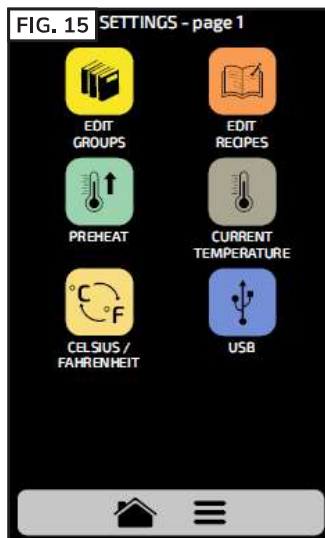 FIG. 15
SETTINGS - page 1
EDIT
GROUPS
EDIT
RECIPES
PREHEAT
CURRENT
TEMPERATURE
°C
°F
CELSIUS /
FAHRENHEIT
USB